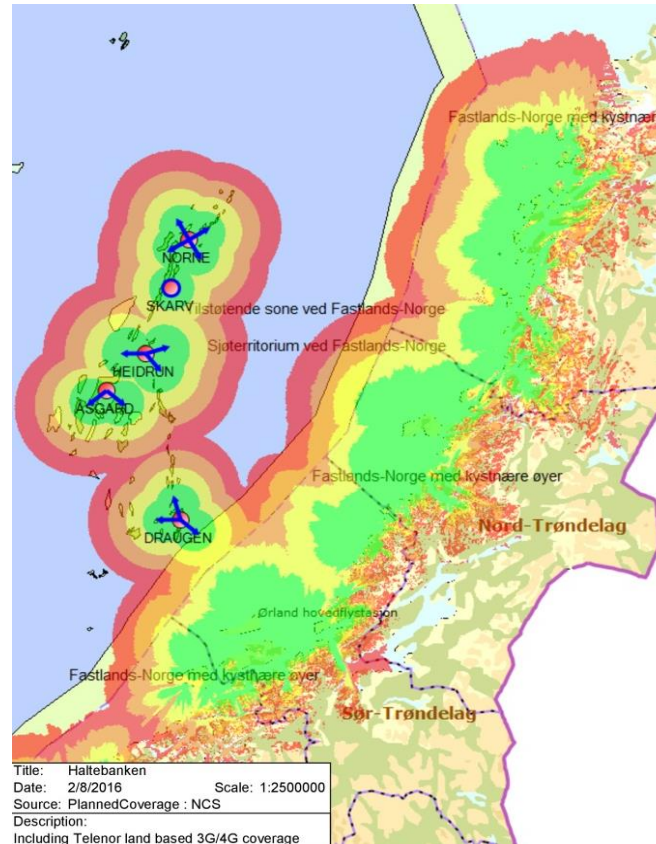 Fastlands-Norge med kystnær
NORNE
SKARV
Tilstøtende sone ved Fastlands-Norge
Sjøterritorium ved Fastlands-Norge
HEIDRUN
ÅSGARD
Fastlands-Norge med kystnære øyer
Nord-Trøndelag
DRAUGEN
Ørland hovedflystasjon
Fastlands-Norge med kystnære øyer
Sør-Trøndelag
Title: Haltebanken
Date: 2/8/2016 Scale: 1:2500000
Source: PlannedCoverage : NCS
Description:
Including Telenor land based 3G/4G coverage